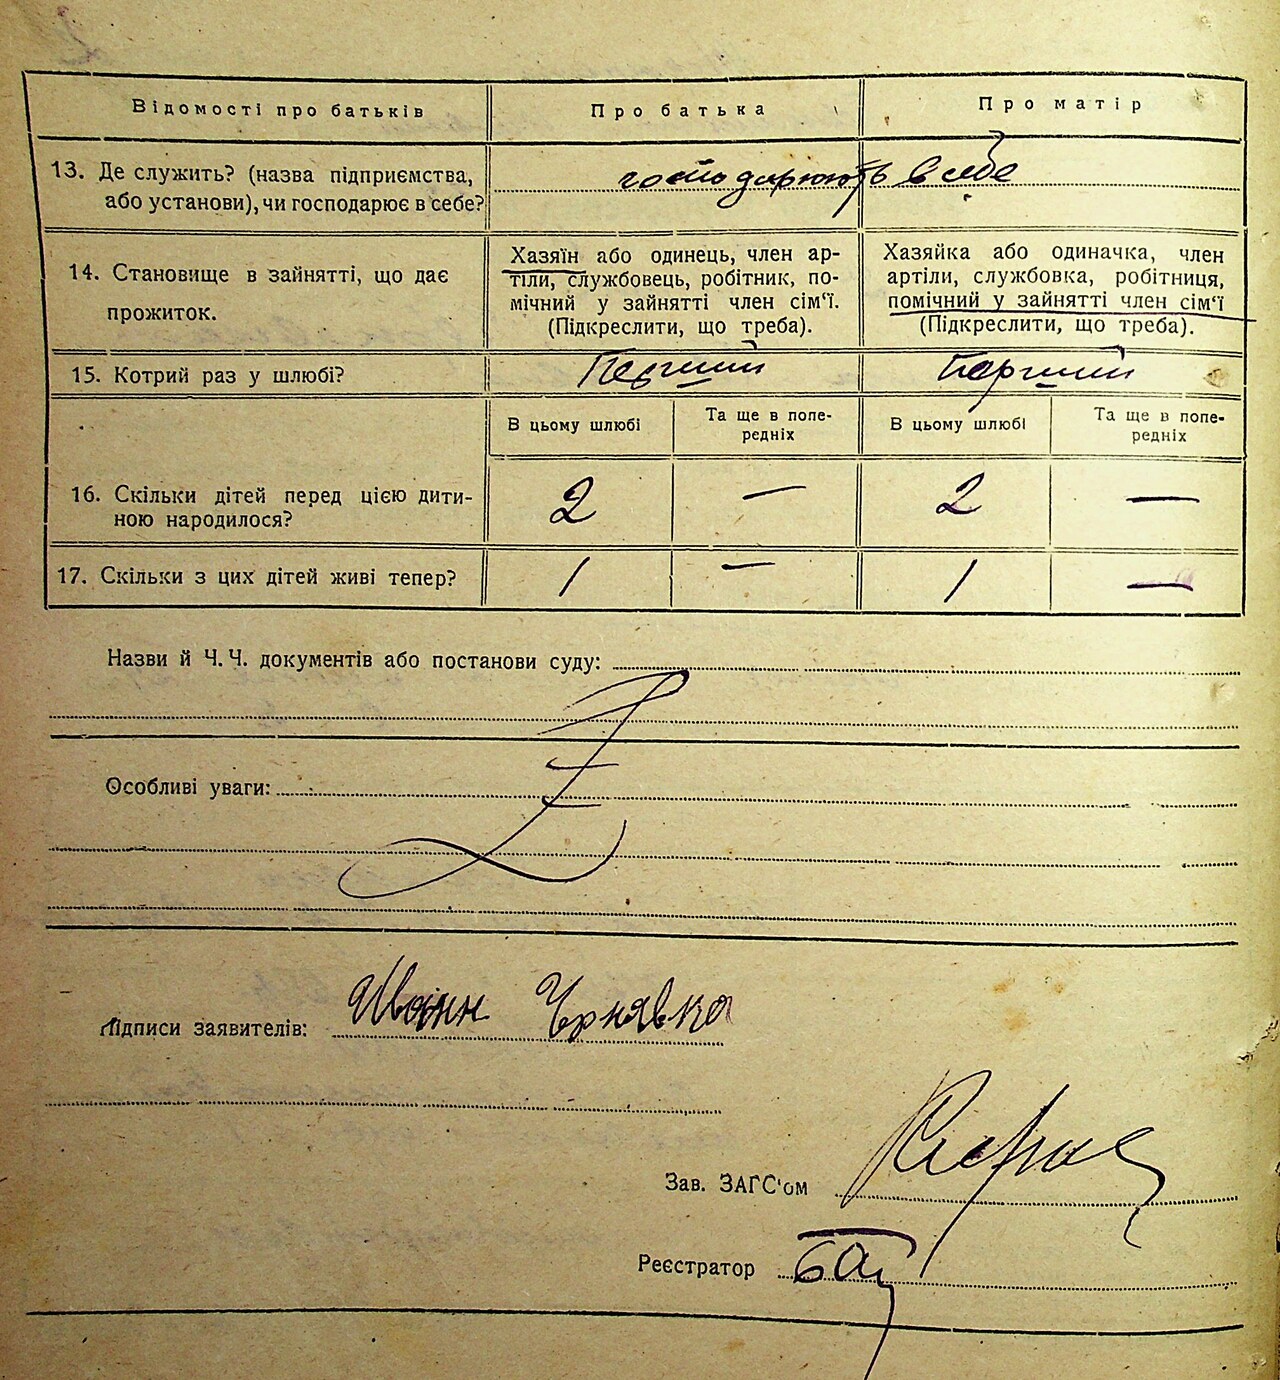 Відомості про батьків
Про батька
Про матір
13. Де служить? (назва підприємства,
або установи), чи господарює в себе?
господарюють в себе
14. Становище в зайнятті, що дає
прожиток.
Хазяїн або одинець, член ар-
тіли, службовець, робітник, по-
мічний у зайнятті член сім'ї.
(Підкреслити, що треба).
Хазяйка або одиначка, член
артіли, службовка, робітниця,
помічний у зайнятті член сім'ї
(Підкреслити, що треба).
15. Котрий раз у шлюбі?
Перший
Перший
В цьому шлюбі
Та ще в попе-
редніх
В цьому шлюбі
Та ще в попе-
редніх
16. Скільки дітей перед цією дити-
ною народилося?
2
—
2
—
17. Скільки з цих дітей живі тепер?
1
—
1
—
Назви й Ч. Ч. документів або постанови суду:
Особливі уваги:
Підписи заявителів: Иванн Чрнявка
Зав. ЗАГС'ом
Реєстратор